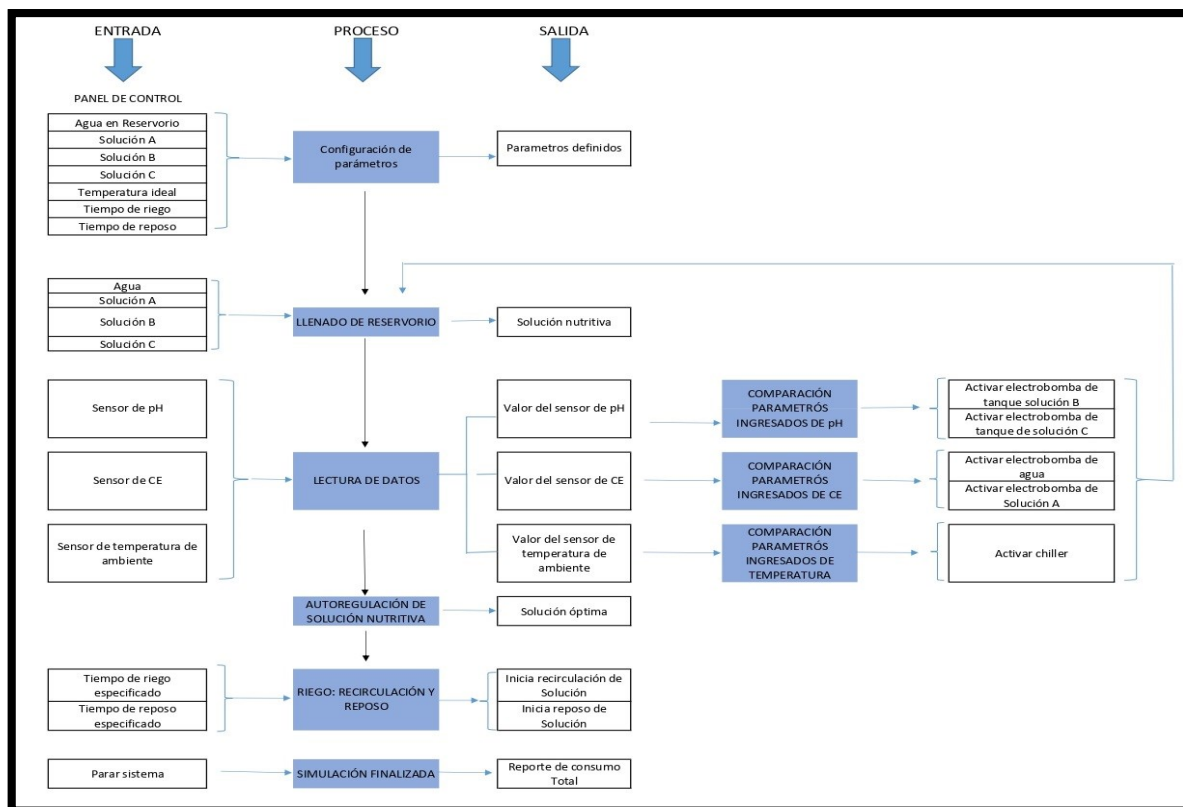 ENTRADA
PROCESO
SALIDA
PANEL DE CONTROL
Agua en Reservorio
Solución A
Solución B
Solución C
Temperatura ideal
Tiempo de riego
Tiempo de reposo
Configuración de
parámetros
Parametros definidos
Agua
Solución A
Solución B
Solución C
LLENADO DE RESERVORIO
Solución nutritiva
Sensor de pH
Sensor de CE
Sensor de temperatura de
ambiente
LECTURA DE DATOS
Valor del sensor de pH
Valor del sensor de CE
Valor del sensor de
temperatura de
ambiente
COMPARACIÓN
PARAMETRÓS
INGRESADOS DE pH
COMPARACIÓN
PARAMETRÓS
INGRESADOS DE CE
COMPARACIÓN
PARAMETRÓS
INGRESADOS DE
TEMPERATURA
Activar electrobomba de
tanque solución B
Activar electrobomba de
tanque de solución C
Activar electrobomba de
agua
Activar electrobomba de
Solución A
Activar chiller
AUTOREGULACIÓN DE
SOLUCIÓN NUTRITIVA
Solución óptima
Tiempo de riego
especificado
Tiempo de reposo
especificado
RIEGO: RECIRCULACIÓN Y
REPOSO
Inicia recirculación de
Solución
Inicia reposo de
Solución
Parar sistema
SIMULACIÓN FINALIZADA
Reporte de consumo
Total